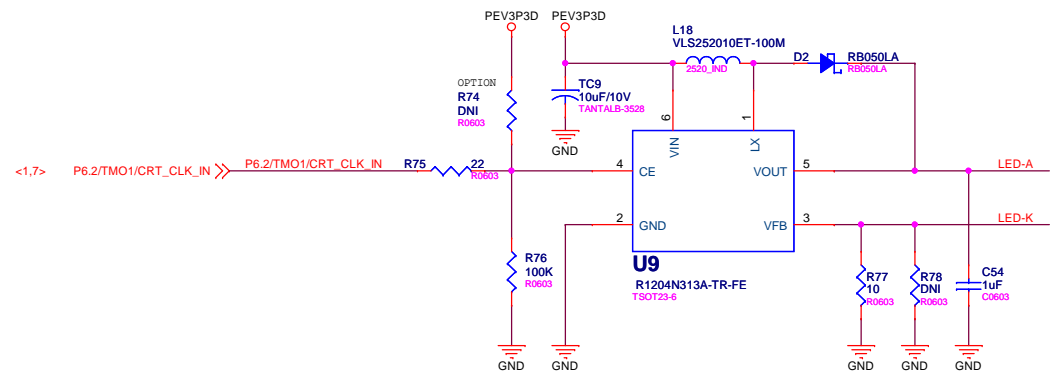 PEV3P3D PEV3P3D
L18
VLS252010ET-100M
2520_IND
D2 RB050LA
RB050LA
OPTION
R74
DNI
R0603
TC9
10uF/10V
TANTALB-3528
GND
6
1
VIN
LX
<1,7> P6.2/TMO1/CRT_CLK_IN P6.2/TMO1/CRT_CLK_IN
R75 22
R0603
4 CE VOUT 5 LED-A
2 GND VFB 3 LED-K
U9
R1204N313A-TR-FE
TSOT23-6
R76
100K
R0603
R77
10
R0603
R78
DNI
R0603
C54
1uF
C0603
GND GND GND GND GND